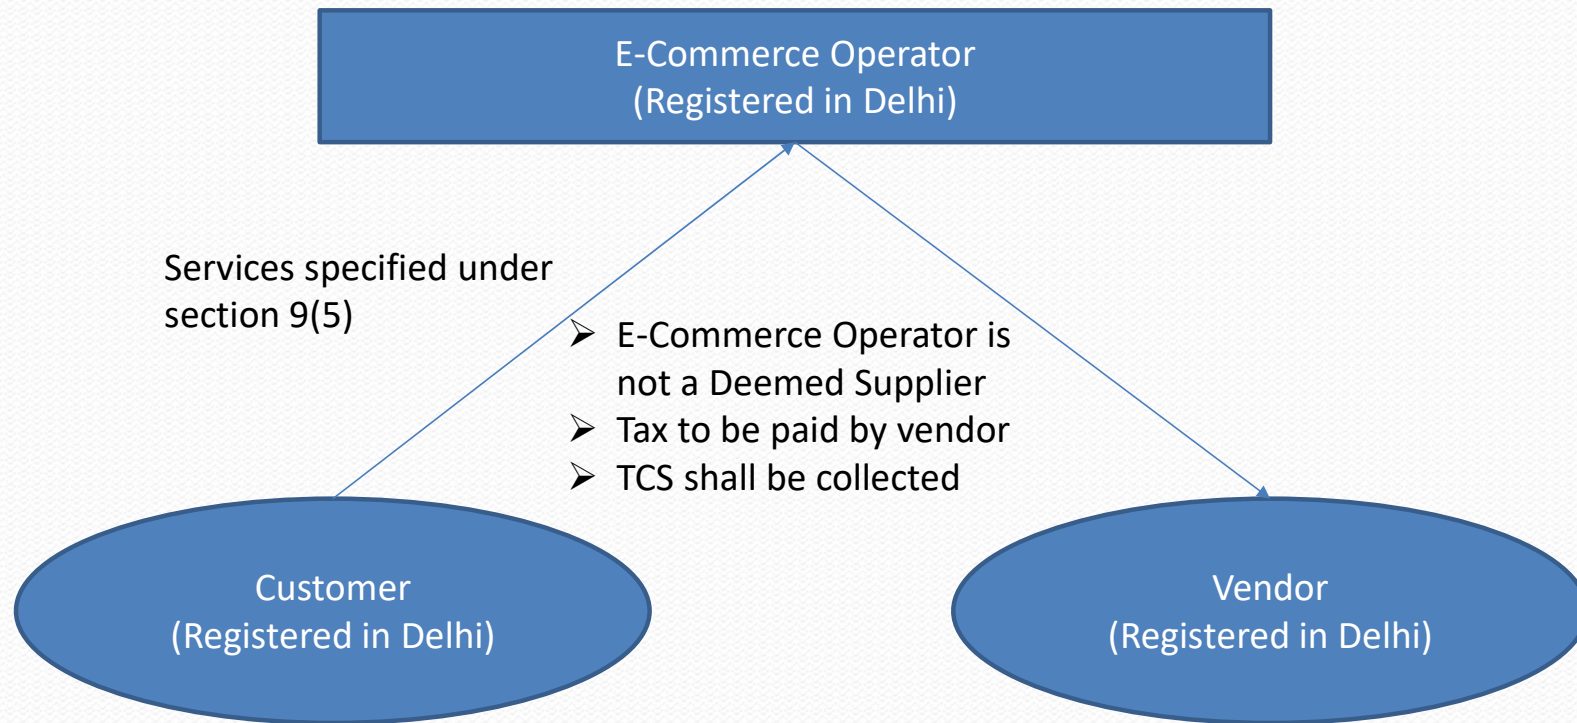 E-Commerce Operator
(Registered in Delhi)
Services specified under
section 9(5)
➢ E-Commerce Operator is
not a Deemed Supplier
➢ Tax to be paid by vendor
➢ TCS shall be collected
Customer
(Registered in Delhi)
Vendor
(Registered in Delhi)